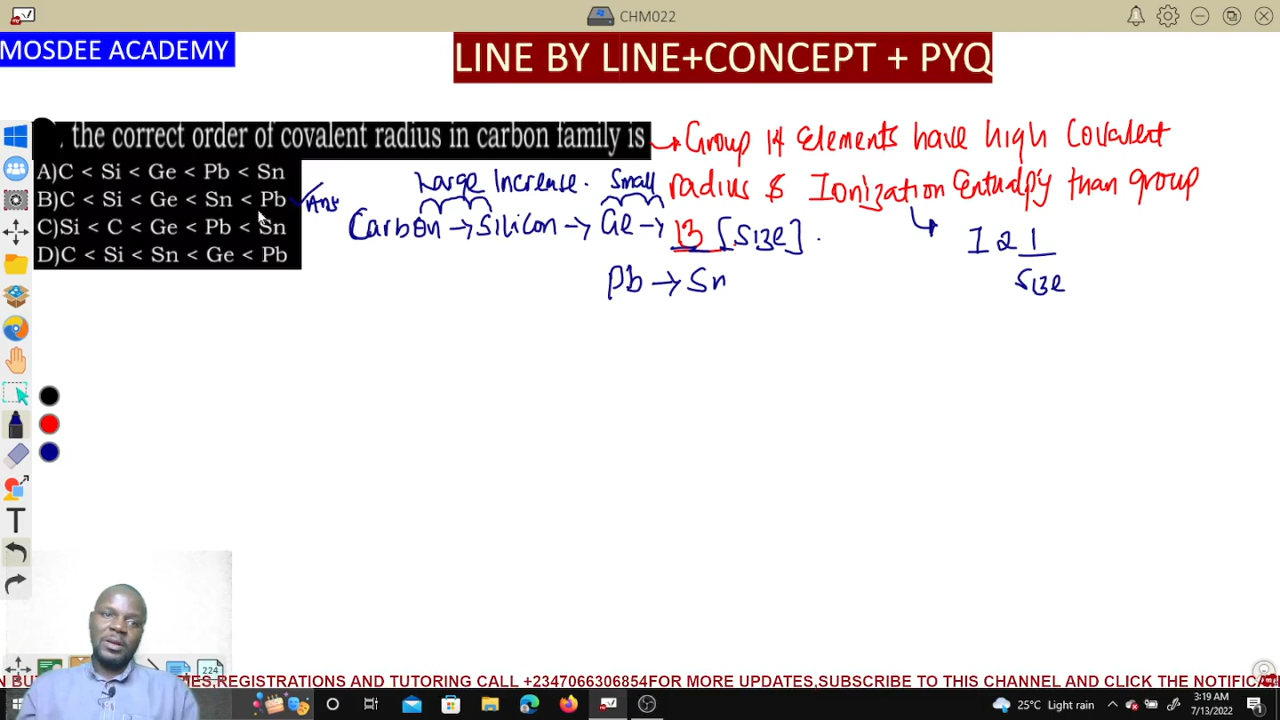 CHM022
MOSDEE ACADEMY
LINE BY LINE+CONCEPT + PYQ
the correct order of covalent radius in carbon family is
A)C < Si < Ge < Pb < Sn
B)C < Si < Ge < Sn < Pb
C)Si < C < Ge < Pb < Sn
D)C < Si < Sn < Ge < Pb
Ans
Group 14 Elements have high Covalent
radius & Ionization Enthalpy than group
13 [Size].
Large Increase. Small
Carbon → Silicon → Ge →
Pb → Sn
I α 1
Size
T
224
REGISTRATIONS AND TUTORING CALL +2347066306854FOR MORE UPDATES,SUBSCRIBE TO THIS CHANNEL AND CLICK THE
25°C Light rain
3:19 AM
7/13/2022